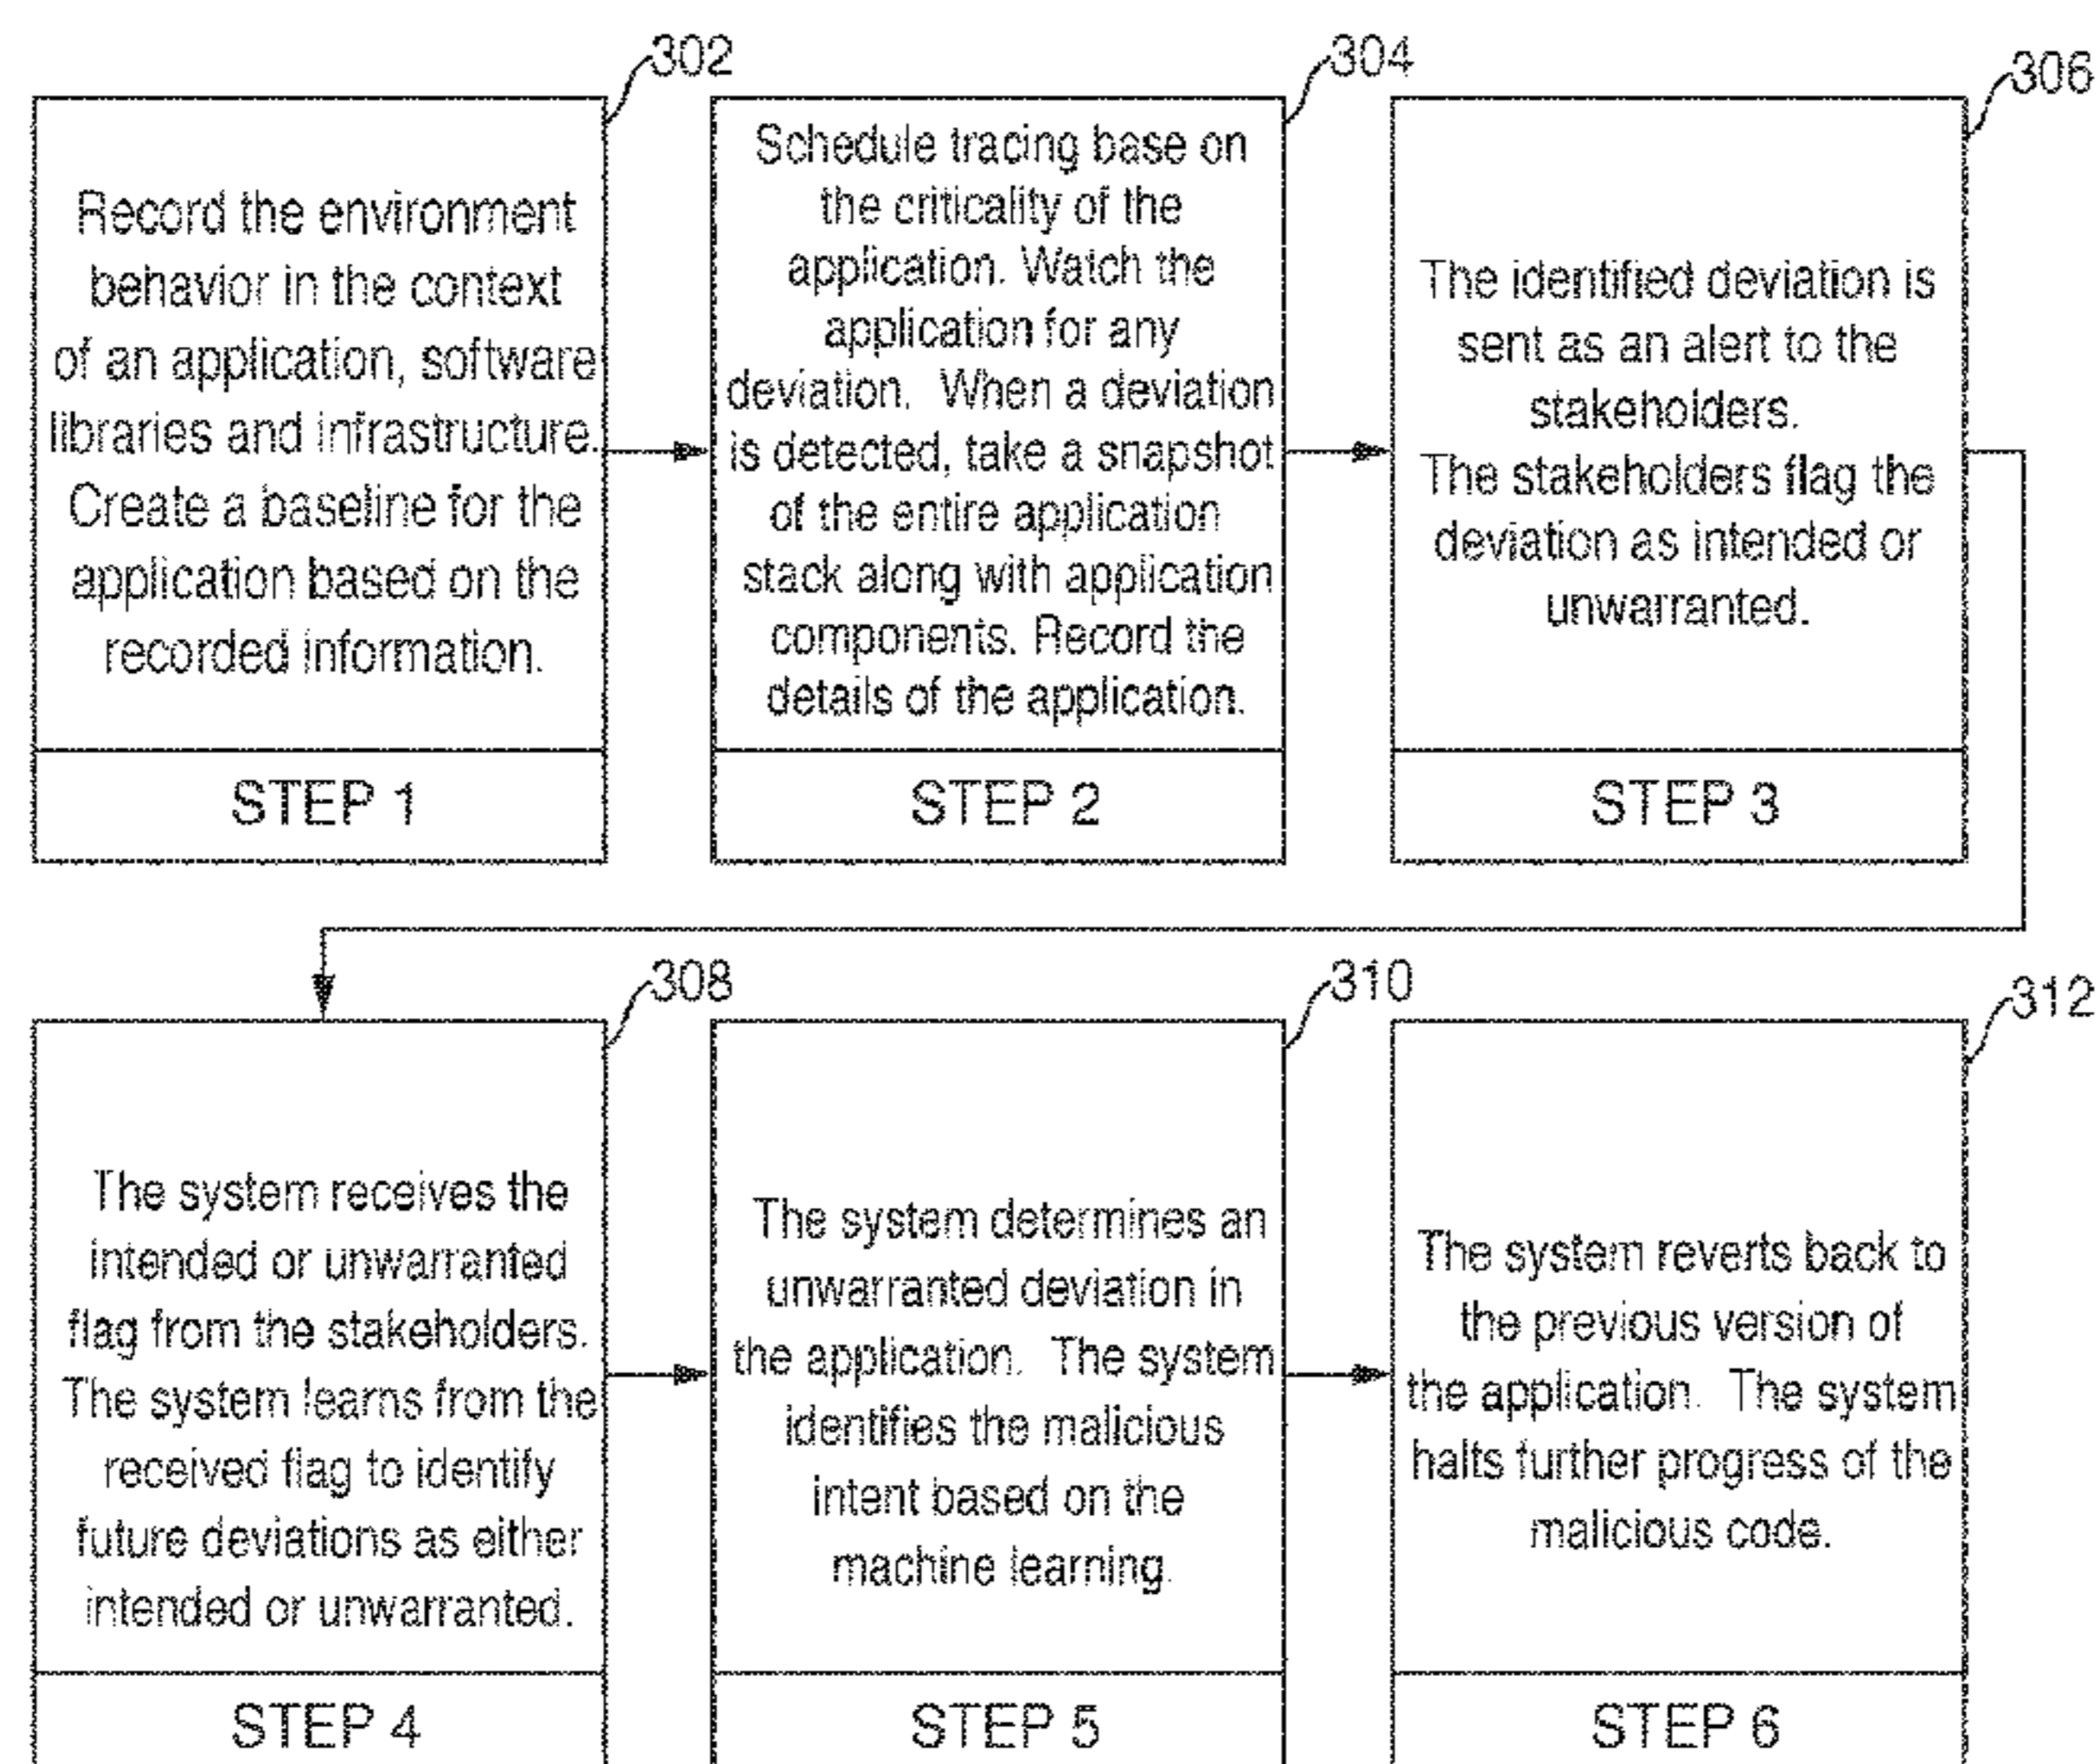 302
Record the environment
behavior in the context
of an application, software
libraries and infrastructure.
Create a baseline for the
application based on the
recorded information.
STEP 1
304
Schedule tracing base on
the criticality of the
application. Watch the
application for any
deviation. When a deviation
is detected, take a snapshot
of the entire application
stack along with application
components. Record the
details of the application.
STEP 2
306
The identified deviation is
sent as an alert to the
stakeholders.
The stakeholders flag the
deviation as intended or
unwarranted.
STEP 3
308
The system receives the
intended or unwarranted
flag from the stakeholders.
The system learns from the
received flag to identify
future deviations as either
intended or unwarranted.
STEP 4
310
The system determines an
unwarranted deviation in
the application. The system
identifies the malicious
intent based on the
machine learning.
STEP 5
312
The system reverts back to
the previous version of
the application. The system
halts further progress of the
malicious code.
STEP 6